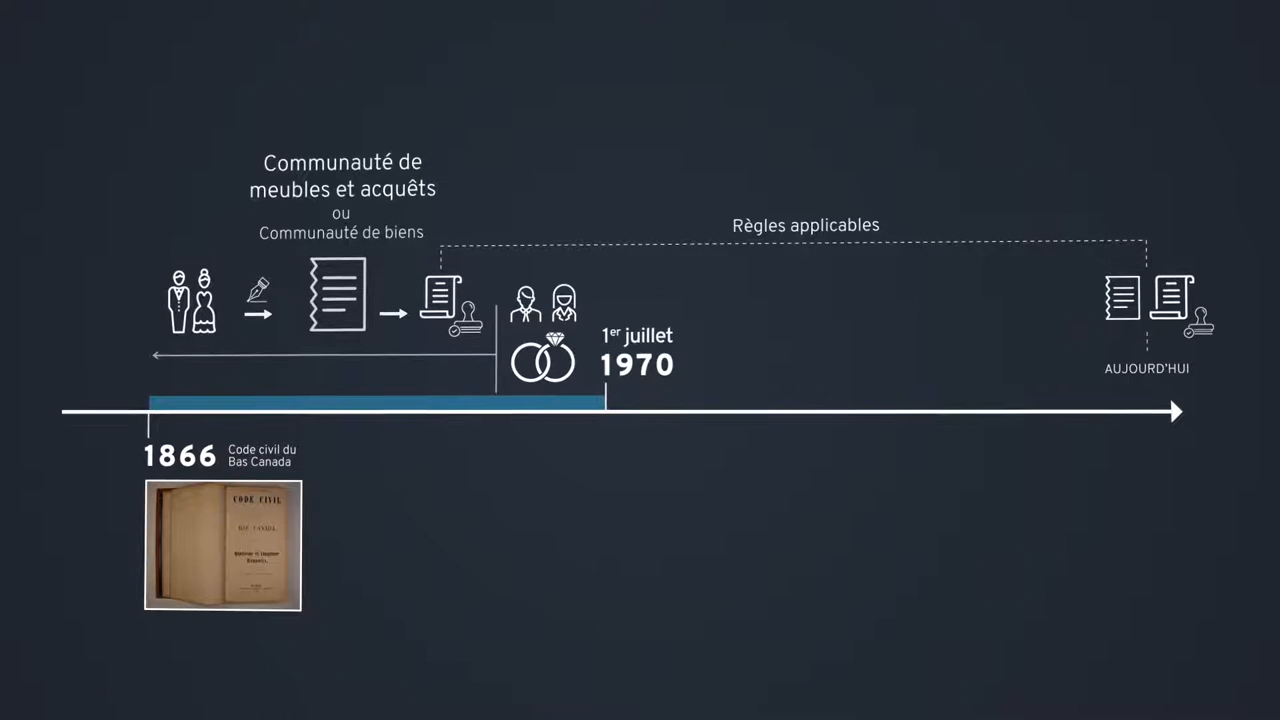 Communauté de
meubles et acquêts
ou
Communauté de biens
Règles applicables
1er juillet
1970
AUJOURD'HUI
1866
Code civil du
Bas Canada
CODE CIVIL
BAS CANADA